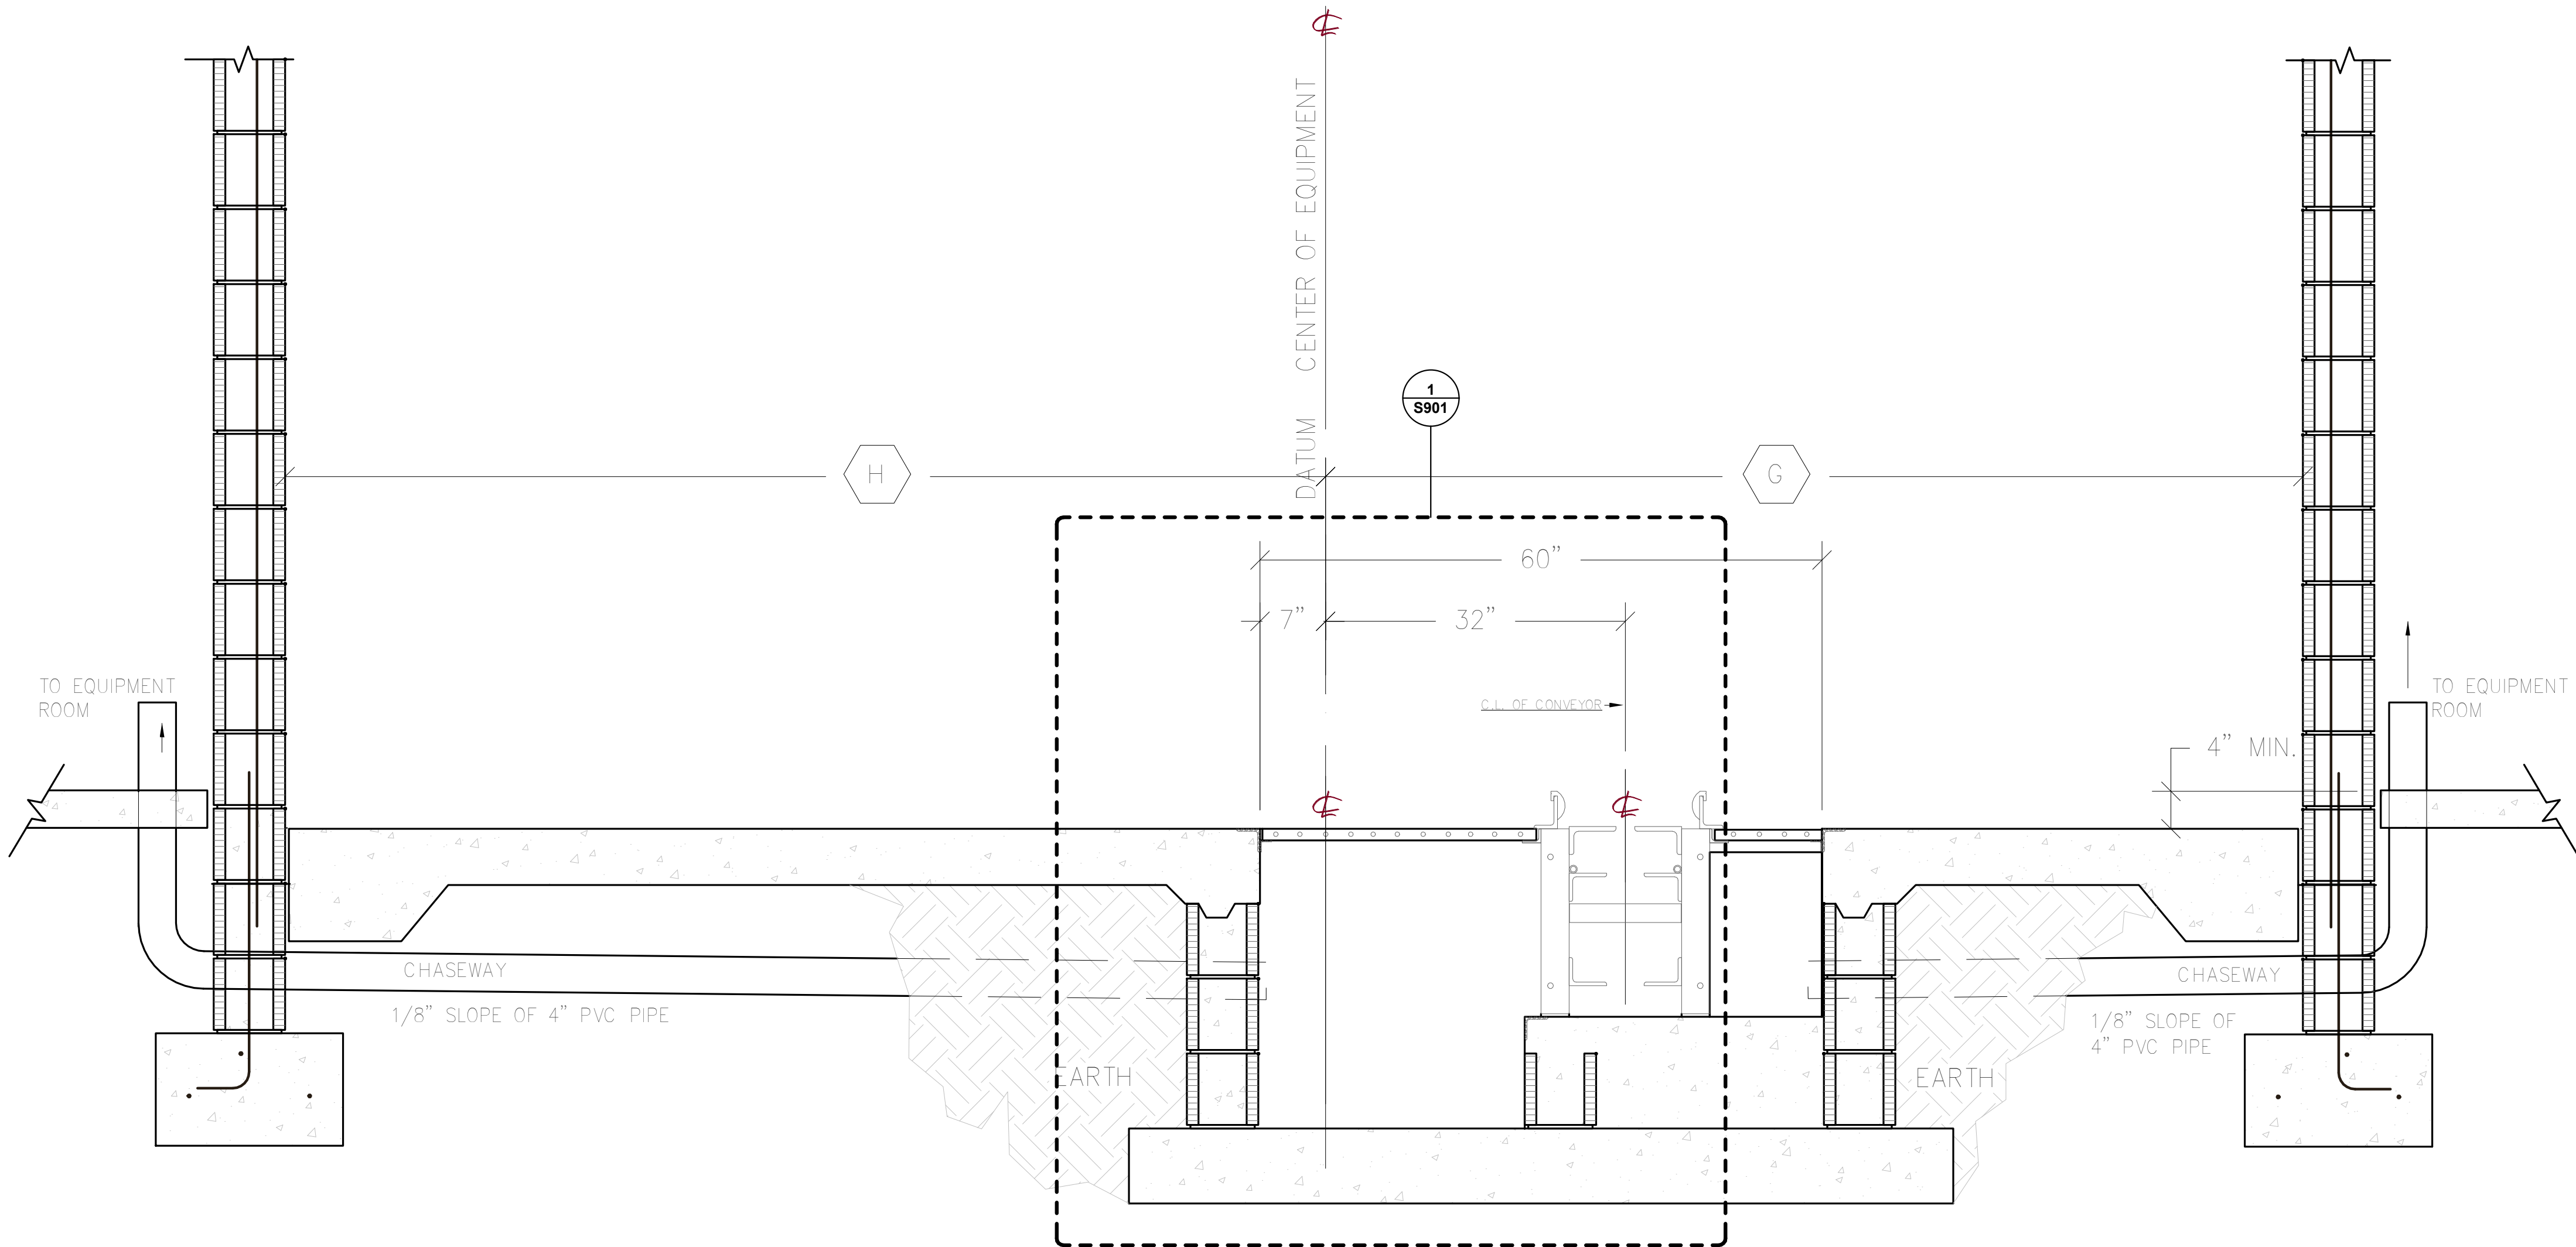 ℄
DATUM CENTER OF EQUIPMENT
1
S901
H
G
60”
7”
32”
C.L. OF CONVEYOR
TO EQUIPMENT
ROOM
TO EQUIPMENT
ROOM
4” MIN.
℄
℄
CHASEWAY
1/8” SLOPE OF 4” PVC PIPE
CHASEWAY
1/8” SLOPE OF
4” PVC PIPE
EARTH
EARTH